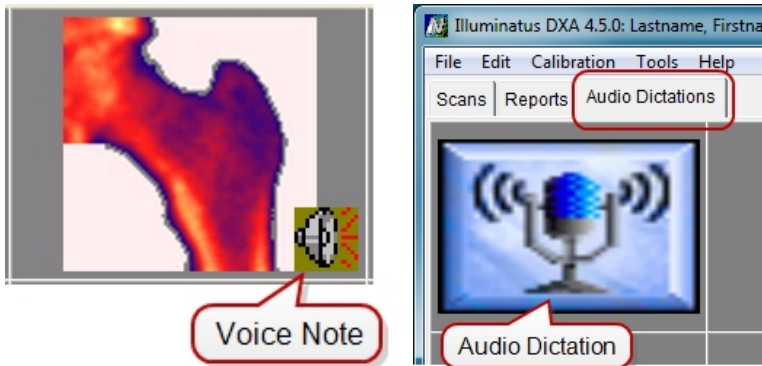 Voice Note
Illuminatus DXA 4.5.0: Lastname, Firstna
File Edit Calibration Tools Help
Scans Reports Audio Dictations
Audio Dictation